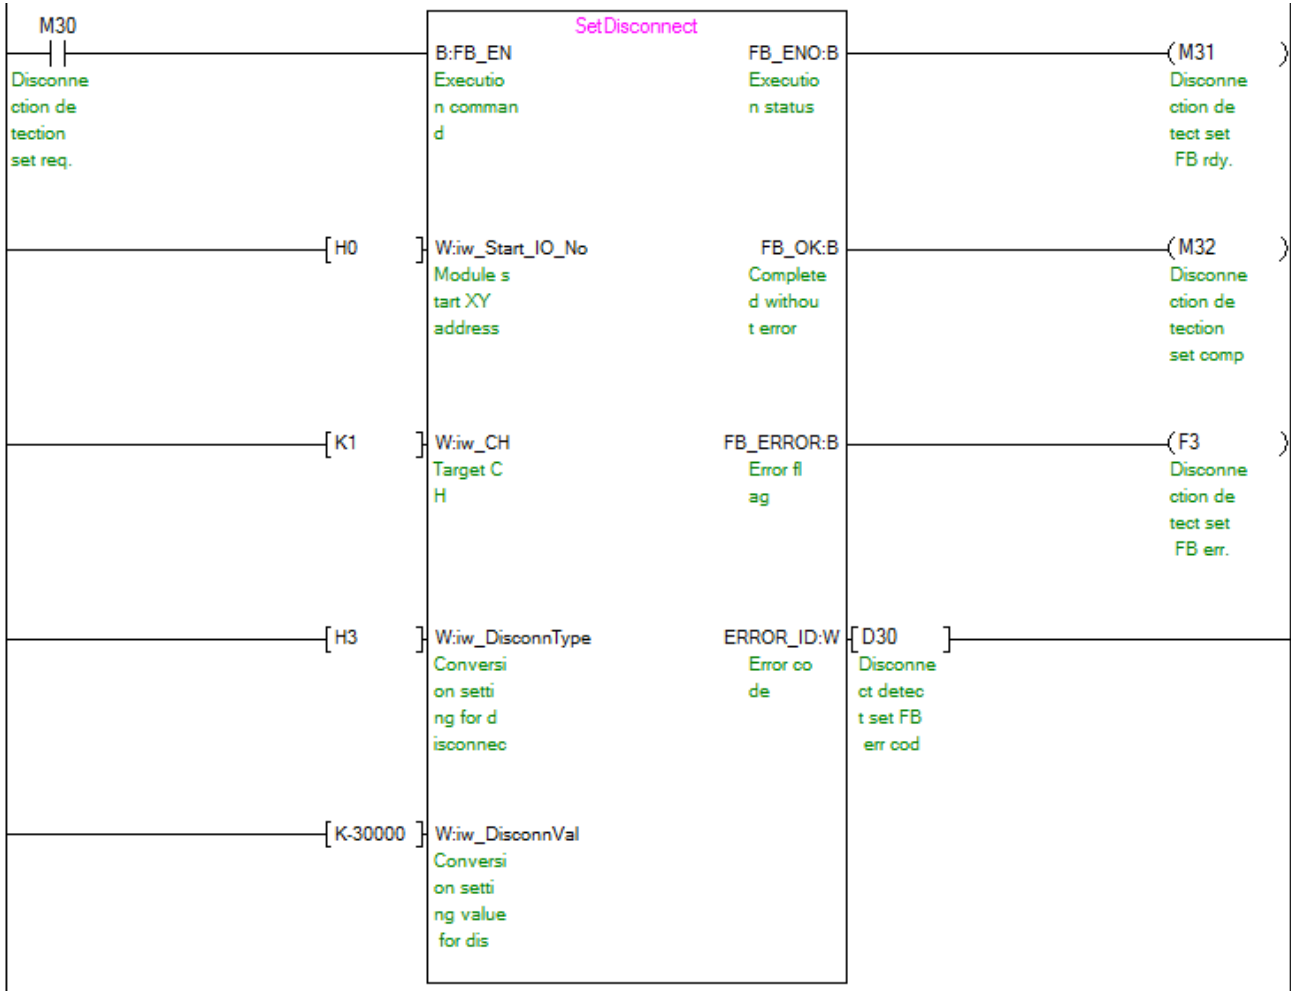 SetDisconnect
M30
Disconne
ction de
tection
set req.
B:FB_EN
Executio
n comman
d
FB_ENO:B
Executio
n status
M31
Disconne
ction de
tect set
FB rdy.
H0
W:iw_Start_IO_No
Module s
tart XY
address
FB_OK:B
Complete
d withou
t error
M32
Disconne
ction de
tection
set comp
K1
W:iw_CH
Target C
H
FB_ERROR:B
Error fl
ag
F3
Disconne
ction de
tect set
FB err.
H3
W:iw_DisconnType
Conversi
on setti
ng for d
isconnec
ERROR_ID:W
Error co
de
D30
Disconne
ct detec
t set FB
err cod
K-30000
W:iw_DisconnVal
Conversi
on setti
ng value
for dis